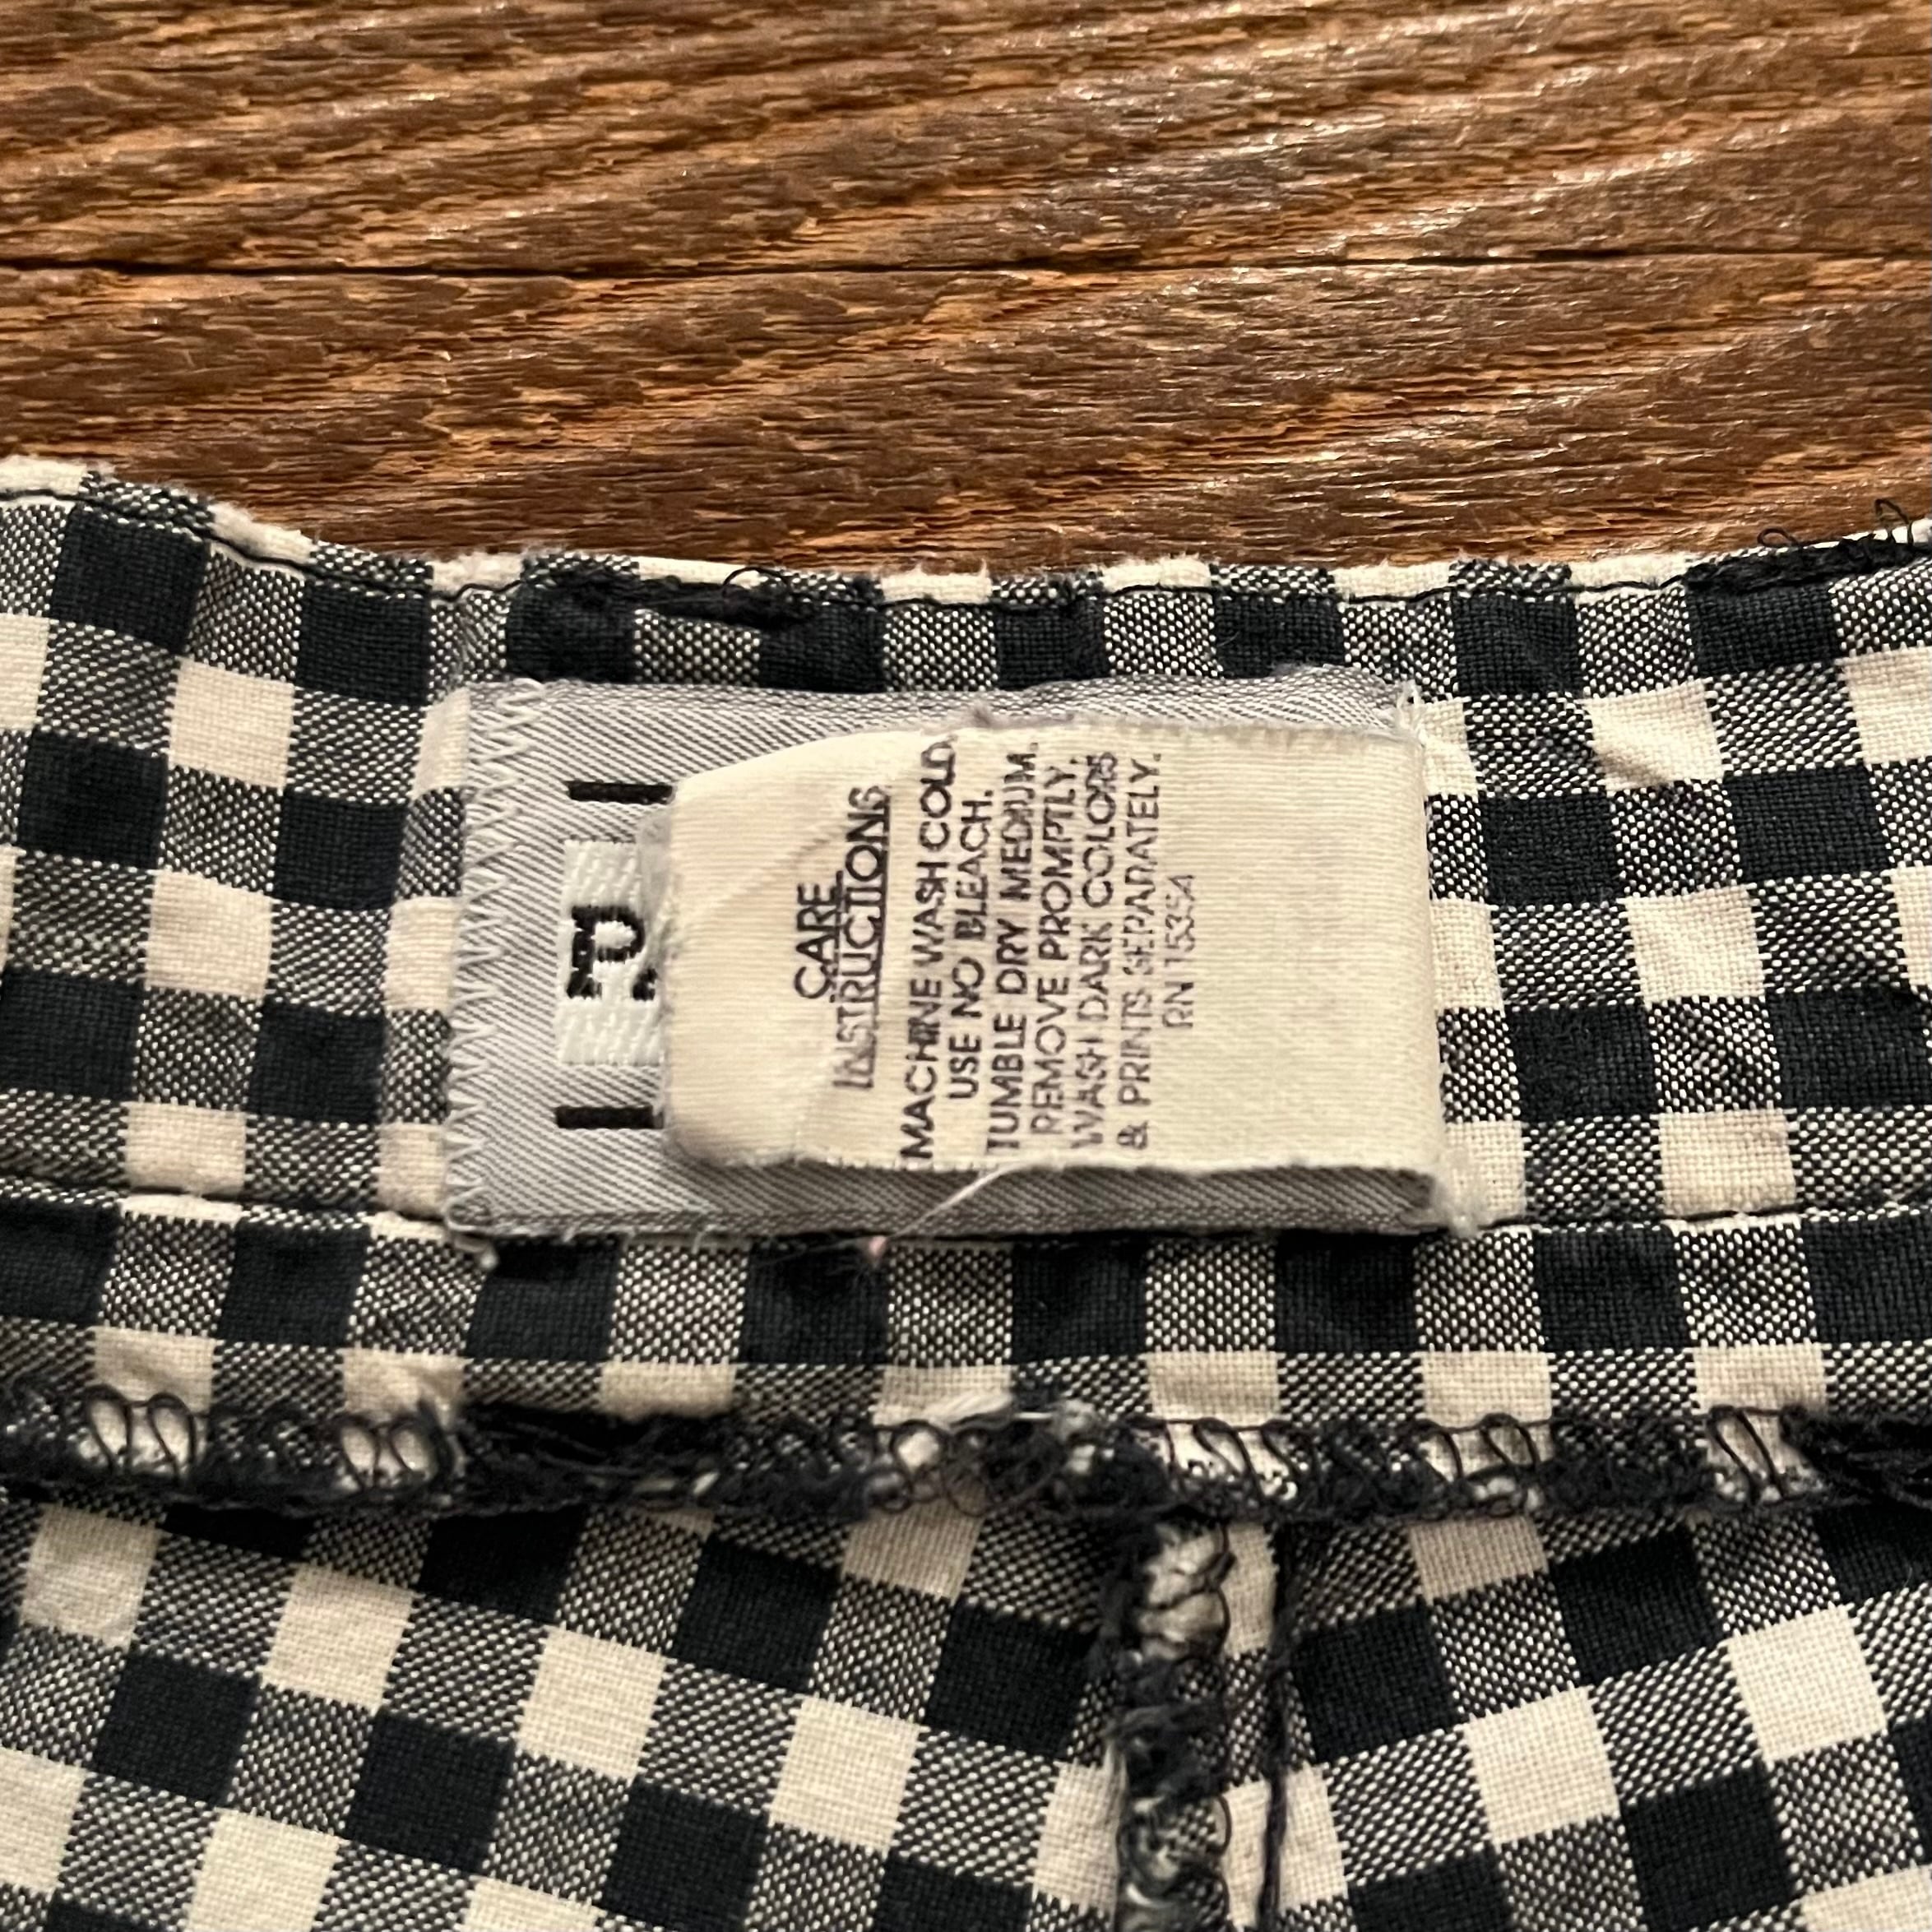 P.
CARE
INSTRUCTIONS
MACHINE WASH COLD.
USE NO BLEACH.
TUMBLE DRY MEDIUM.
REMOVE PROMPTLY.
WASH DARK COLORS
& PRINTS SEPARATELY.
RN 15354